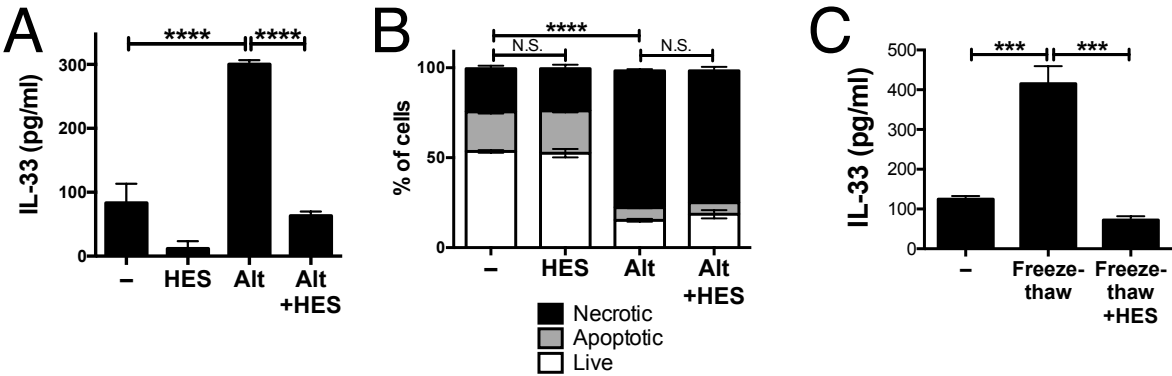 A
IL-33 (pg/ml)
300
200
100
0
**** ****
– HES Alt Alt
+HES
B
% of cells
100
50
0
****
N.S. N.S.
– HES Alt Alt
+HES
Necrotic
Apoptotic
Live
C
IL-33 (pg/ml)
500
400
300
200
100
0
*** ***
– Freeze-
thaw
Freeze-
thaw
+HES